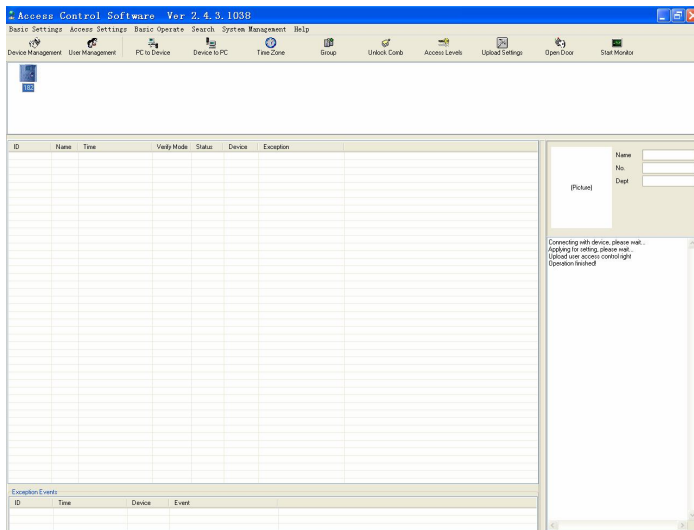 Access Control Software Ver 2.4.3.1038
Basic Settings Access Settings Basic Operate Search System Management Help
Device Management User Management PC to Device Device to PC Time Zone Group Unlock Comb Access Levels Upload Settings Open Door Start Monitor
182
ID Name Time Verify Mode Status Device Exception
Name
No.
Dept
(Picture)
Connecting with device, please wait...
Applying for setting, please wait...
Upload user access control right
Operation finished!
Exception Events
ID Time Device Event